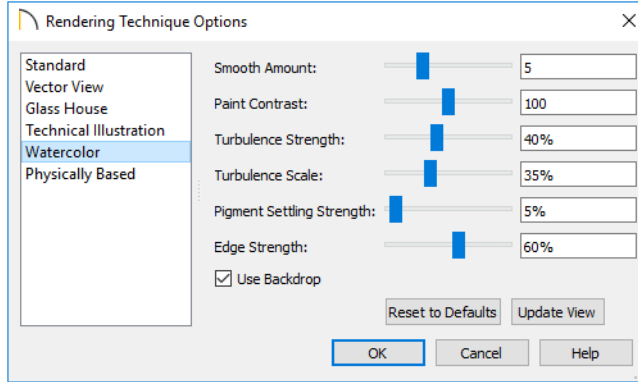 Rendering Technique Options
Standard
Vector View
Glass House
Technical Illustration
Watercolor
Physically Based
Smooth Amount: 5
Paint Contrast: 100
Turbulence Strength: 40%
Turbulence Scale: 35%
Pigment Settling Strength: 5%
Edge Strength: 60%
Use Backdrop
Reset to Defaults Update View
OK Cancel Help